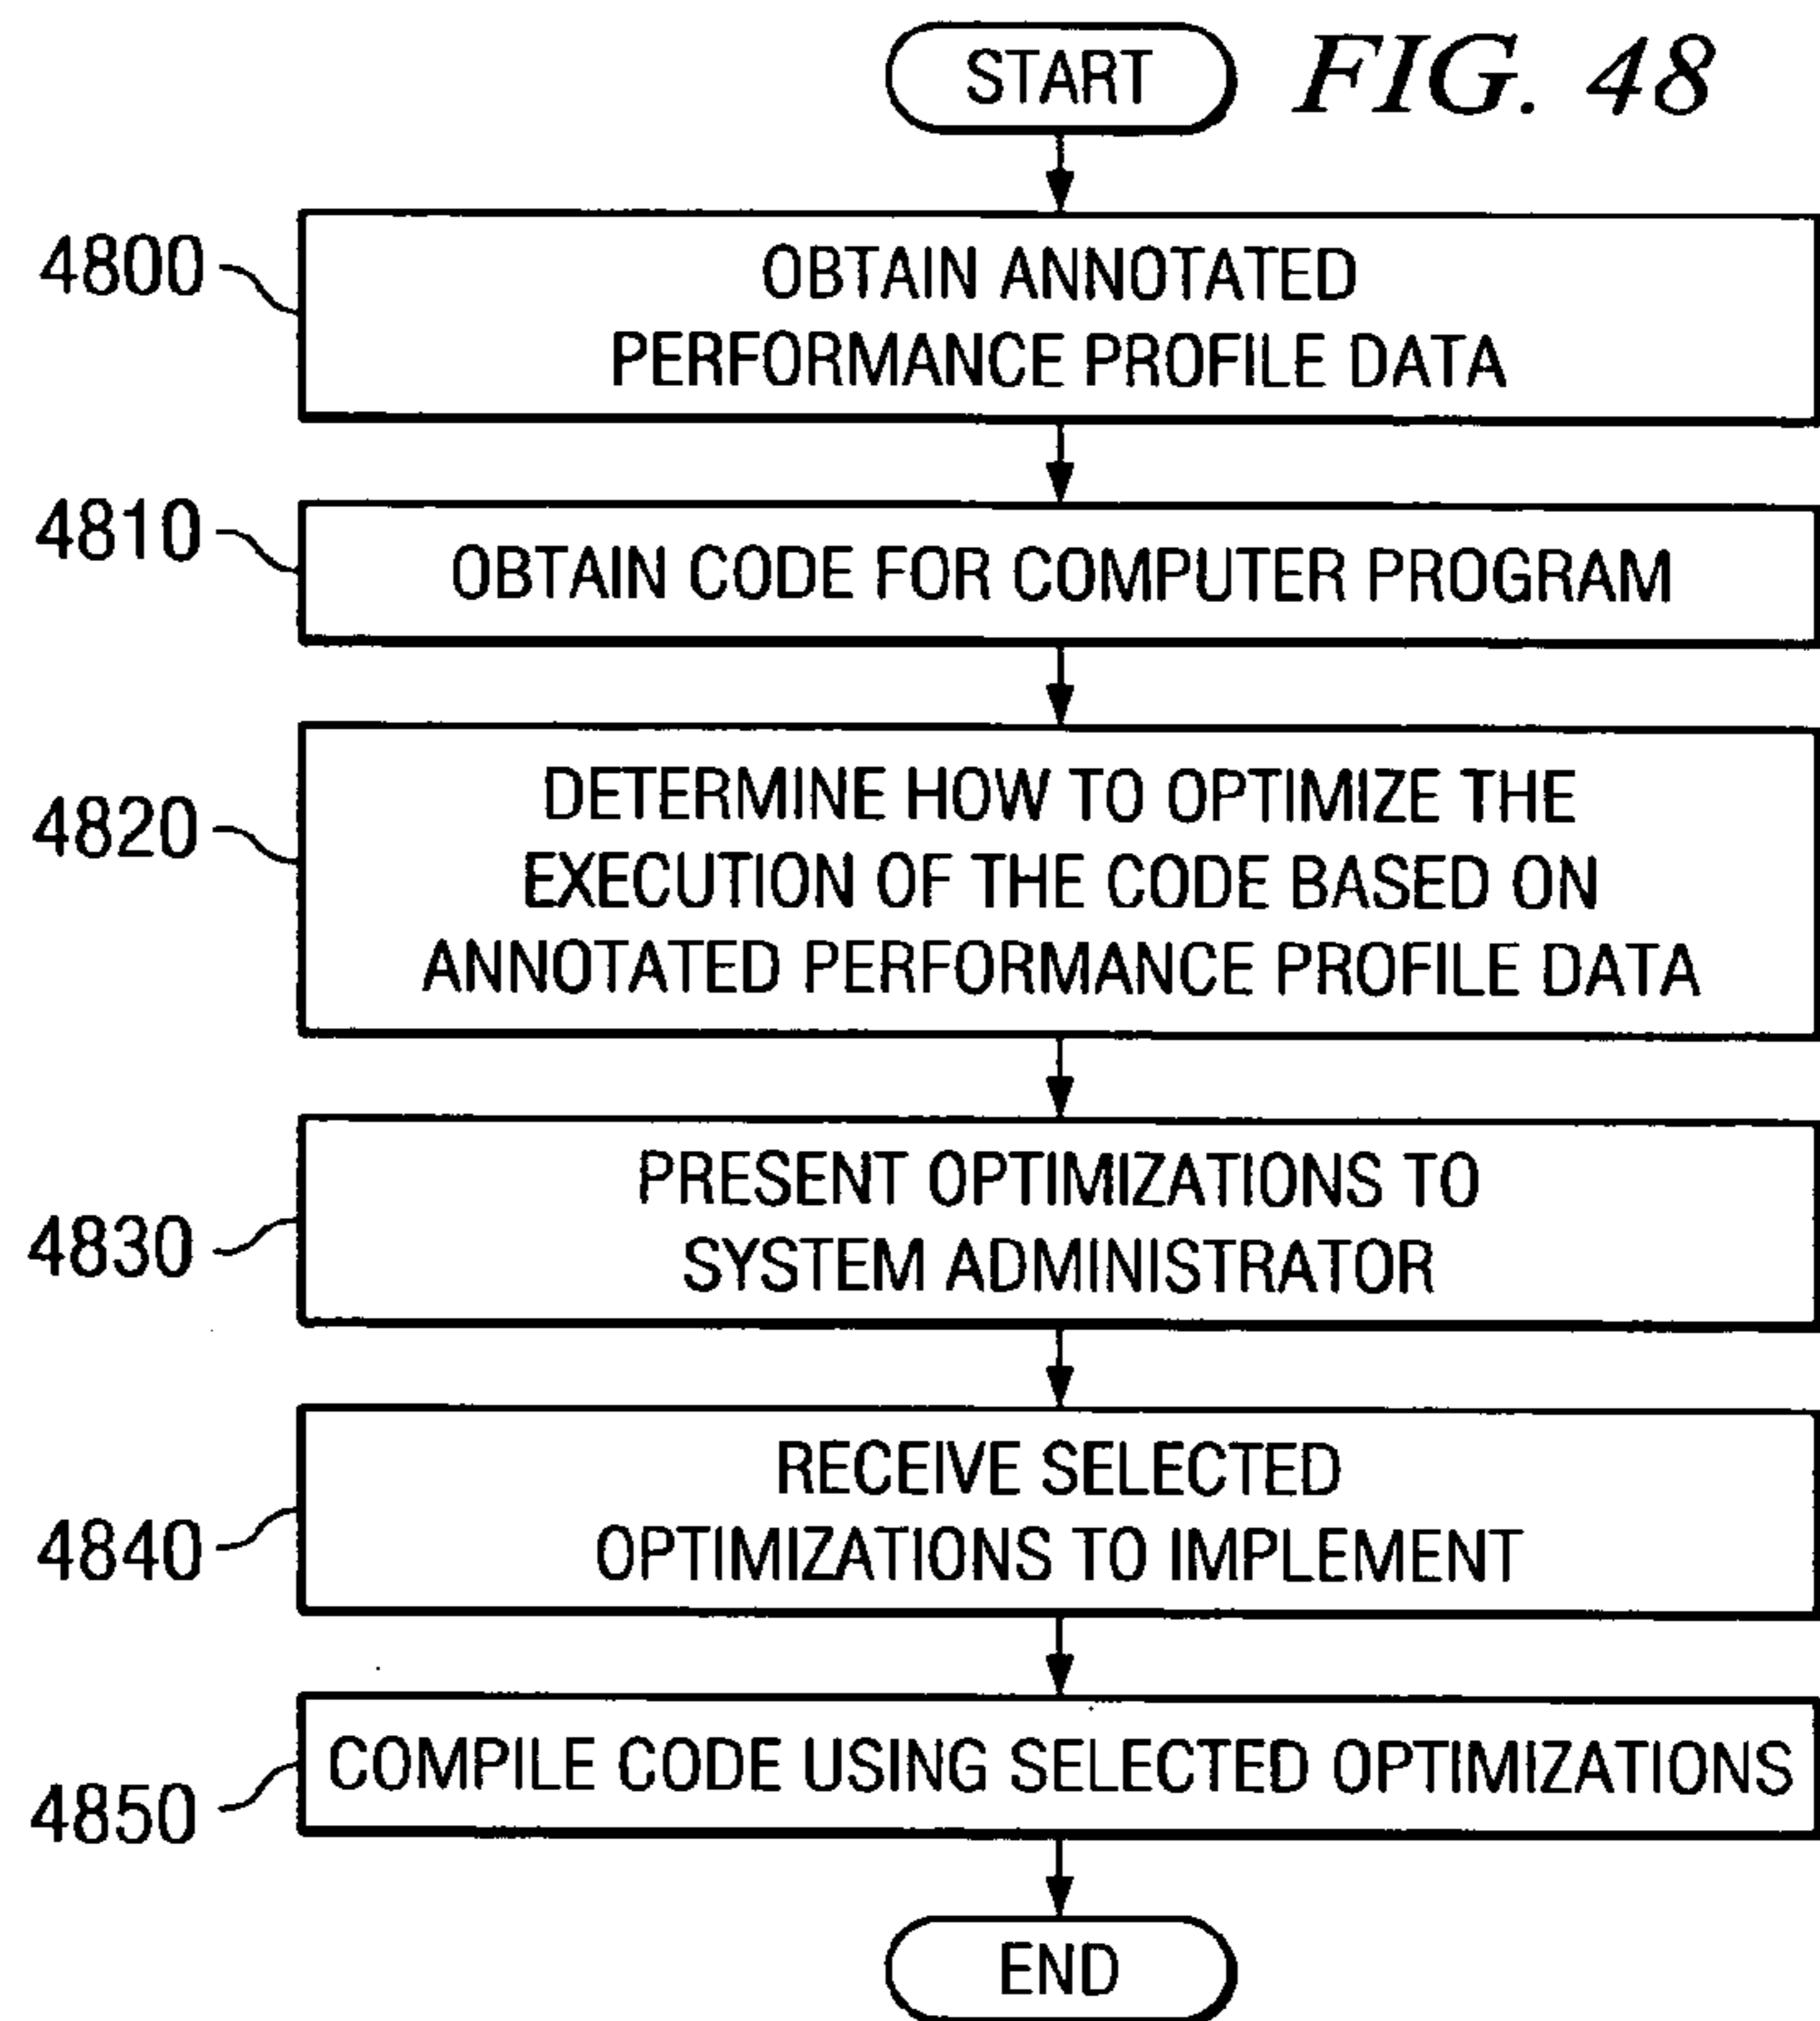 START
FIG. 48
4800
OBTAIN ANNOTATED
PERFORMANCE PROFILE DATA
4810
OBTAIN CODE FOR COMPUTER PROGRAM
4820
DETERMINE HOW TO OPTIMIZE THE
EXECUTION OF THE CODE BASED ON
ANNOTATED PERFORMANCE PROFILE DATA
4830
PRESENT OPTIMIZATIONS TO
SYSTEM ADMINISTRATOR
4840
RECEIVE SELECTED
OPTIMIZATIONS TO IMPLEMENT
4850
COMPILE CODE USING SELECTED OPTIMIZATIONS
END